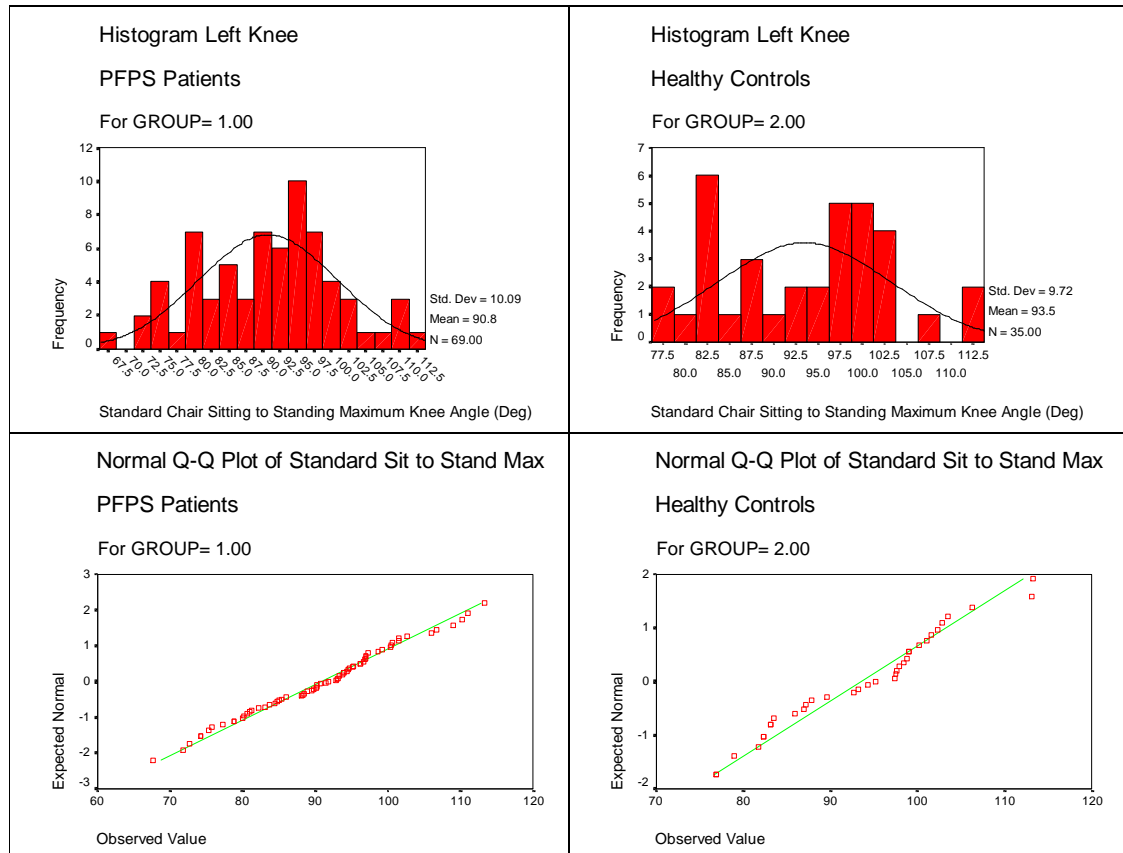 Histogram Left Knee
PFPS Patients
For GROUP= 1.00
12
10
8
6
4
2
0
Frequency
Std. Dev = 10.09
Mean = 90.8
N = 69.00
67.5 70.0 72.5 75.0 77.5 80.0 82.5 85.0 87.5 90.0 92.5 95.0 97.5 100.0 102.5 105.0 107.5 110.0 112.5
Standard Chair Sitting to Standing Maximum Knee Angle (Deg)
Histogram Left Knee
Healthy Controls
For GROUP= 2.00
7
6
5
4
3
2
1
0
Frequency
Std. Dev = 9.72
Mean = 93.5
N = 35.00
77.5 82.5 87.5 92.5 97.5 102.5 107.5 112.5
80.0 85.0 90.0 95.0 100.0 105.0 110.0
Standard Chair Sitting to Standing Maximum Knee Angle (Deg)
Normal Q-Q Plot of Standard Sit to Stand Max
PFPS Patients
For GROUP= 1.00
3
2
1
0
-1
-2
-3
Expected Normal
60 70 80 90 100 110 120
Observed Value
Normal Q-Q Plot of Standard Sit to Stand Max
Healthy Controls
For GROUP= 2.00
2
1
0
-1
-2
Expected Normal
70 80 90 100 110 120
Observed Value